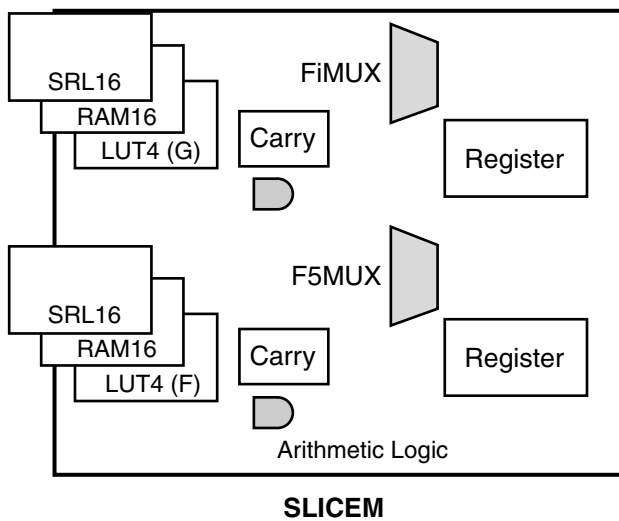 SRL16
RAM16
LUT4 (G)
FiMUX
Carry
Register
SRL16
RAM16
LUT4 (F)
F5MUX
Carry
Register
Arithmetic Logic
SLICEM